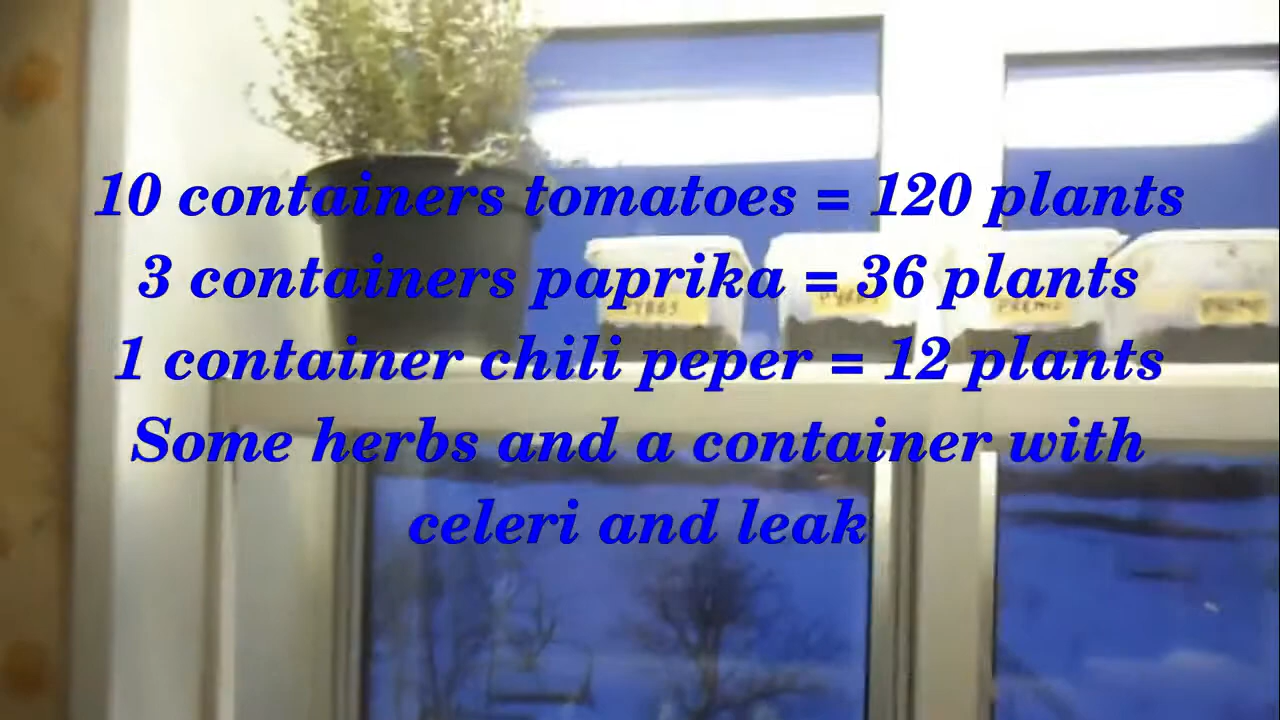 10 containers tomatoes = 120 plants
3 containers paprika = 36 plants
1 container chili peper = 12 plants
Some herbs and a container with
celeri and leak